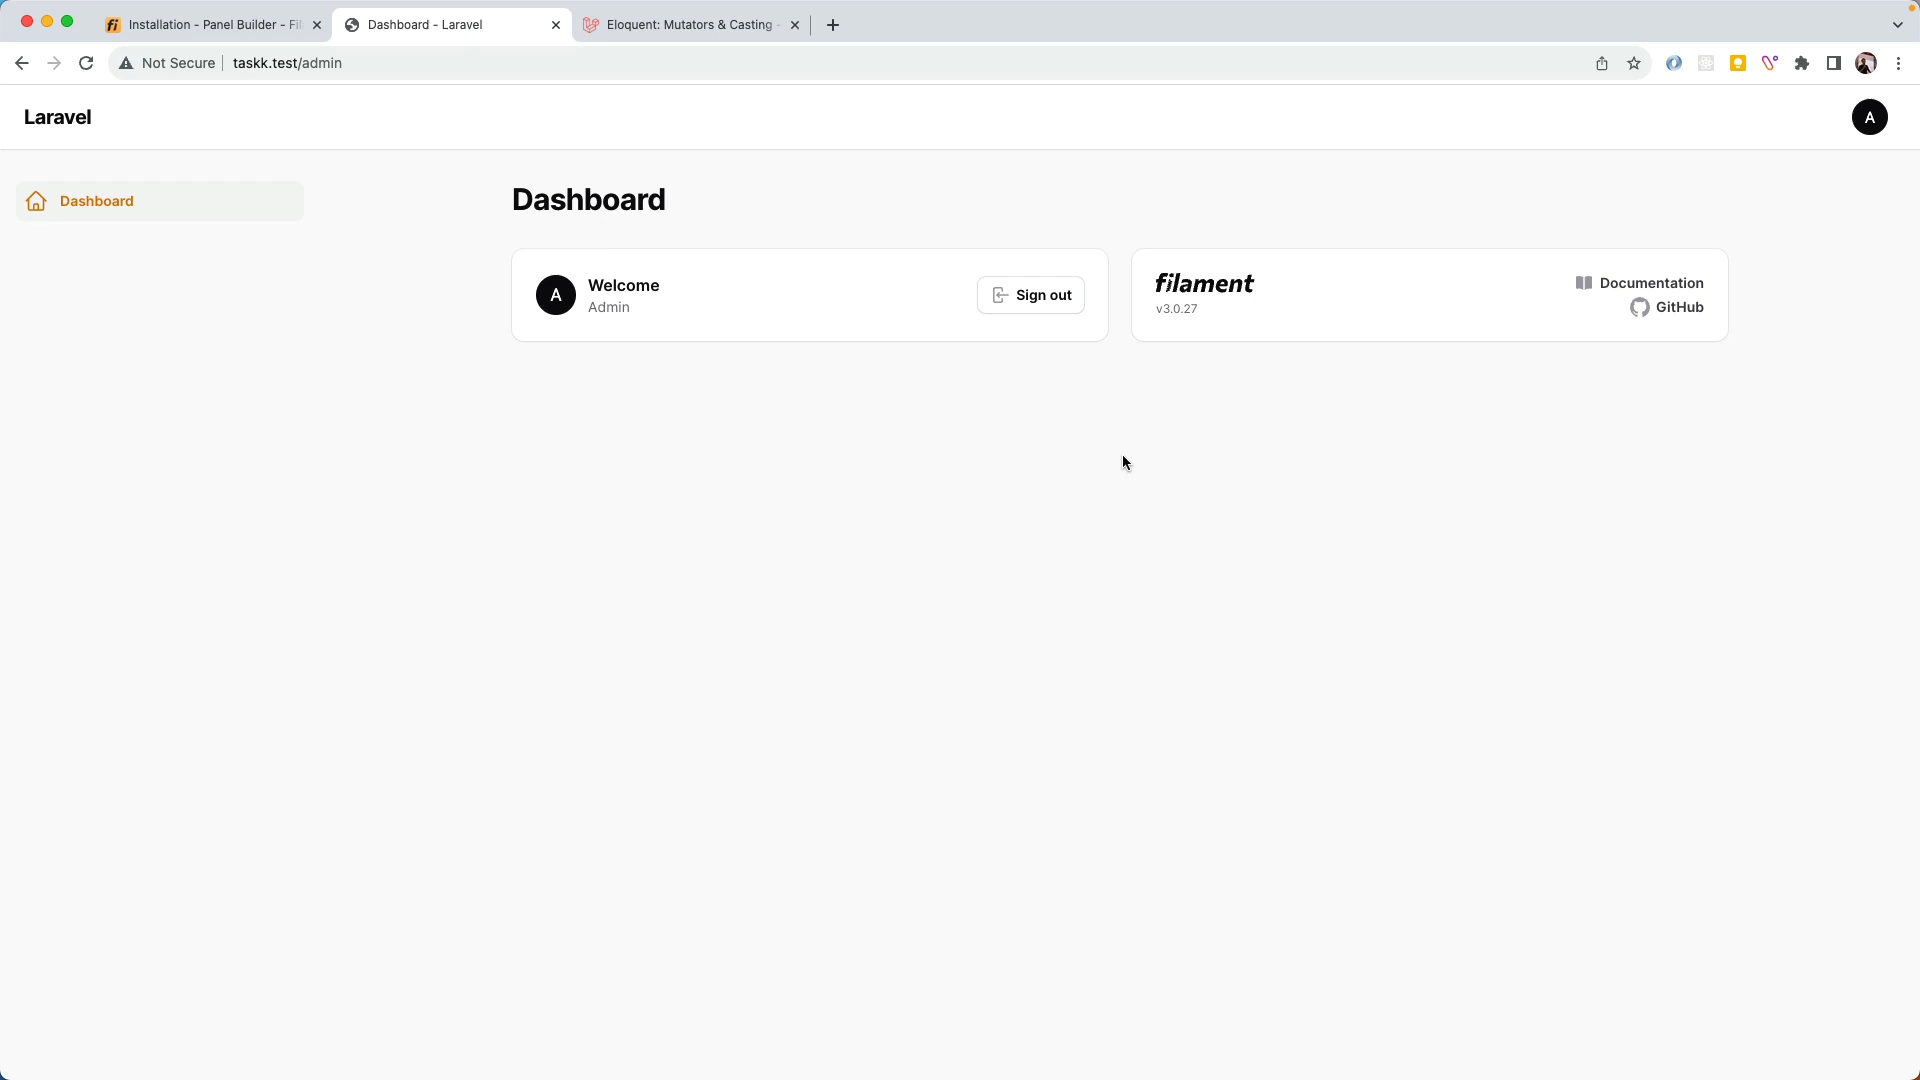 Installation - Panel Builder - Fil
Dashboard - Laravel
Eloquent: Mutators & Casting -
Not Secure
taskk.test/admin
Laravel
A
Dashboard
Dashboard
A
Welcome
Admin
Sign out
filament
v3.0.27
Documentation
GitHub